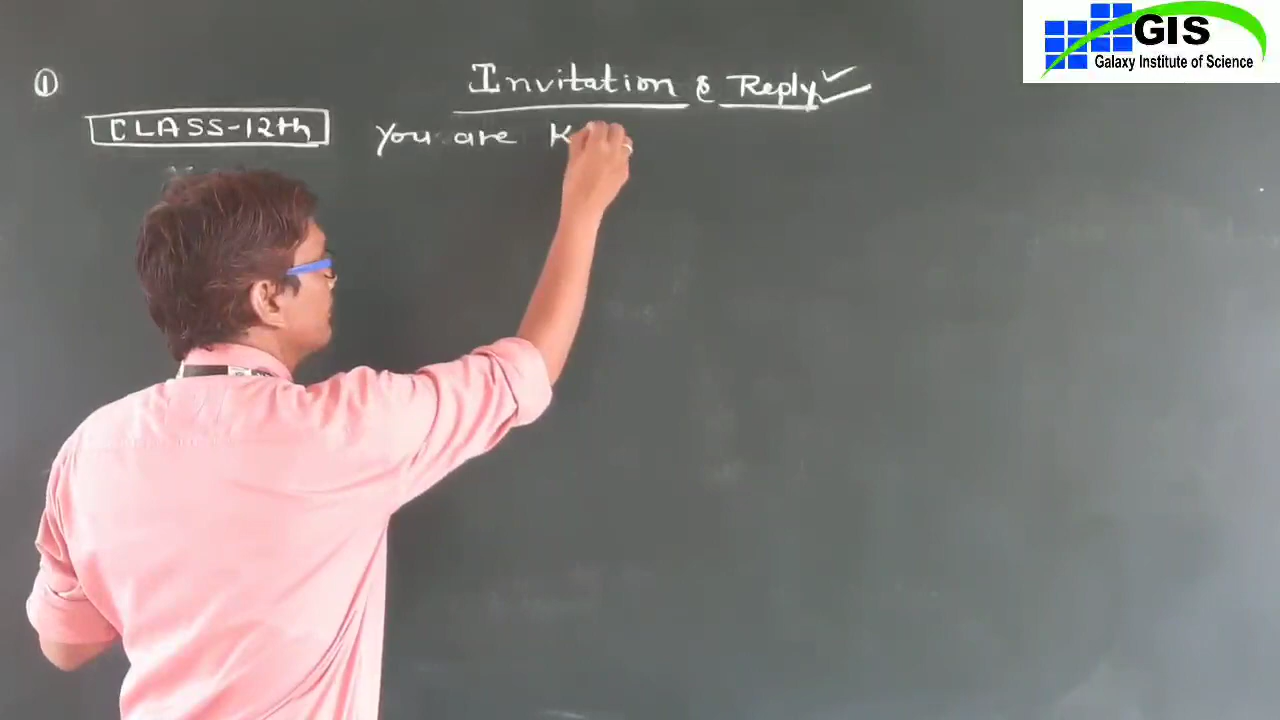 GIS
Galaxy Institute of Science
① Invitation & Reply
CLASS-12th
You are K